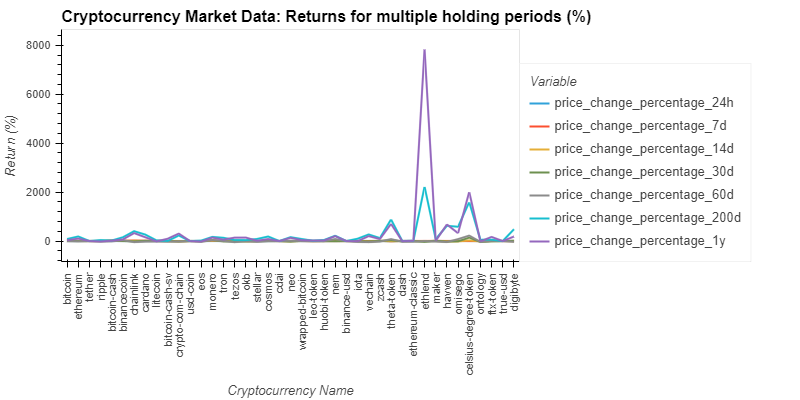 Cryptocurrency Market Data: Returns for multiple holding periods (%)
8000
6000
4000
2000
0
Return (%)
bitcoin
ethereum
tether
ripple
bitcoin-cash
binancecoin
chainlink
cardano
litecoin
bitcoin-cash-sv
crypto-com-chain
usd-coin
eos
monero
tron
tezos
okb
stellar
cosmos
cdai
neo
wrapped-bitcoin
leo-token
huobi-token
nem
binance-usd
iota
vechain
zcash
theta-token
dash
ethereum-classic
ethlend
maker
havven
omisego
celsius-degree-token
ontology
ftx-token
true-usd
digibyte
Cryptocurrency Name
Variable
price_change_percentage_24h
price_change_percentage_7d
price_change_percentage_14d
price_change_percentage_30d
price_change_percentage_60d
price_change_percentage_200d
price_change_percentage_1y